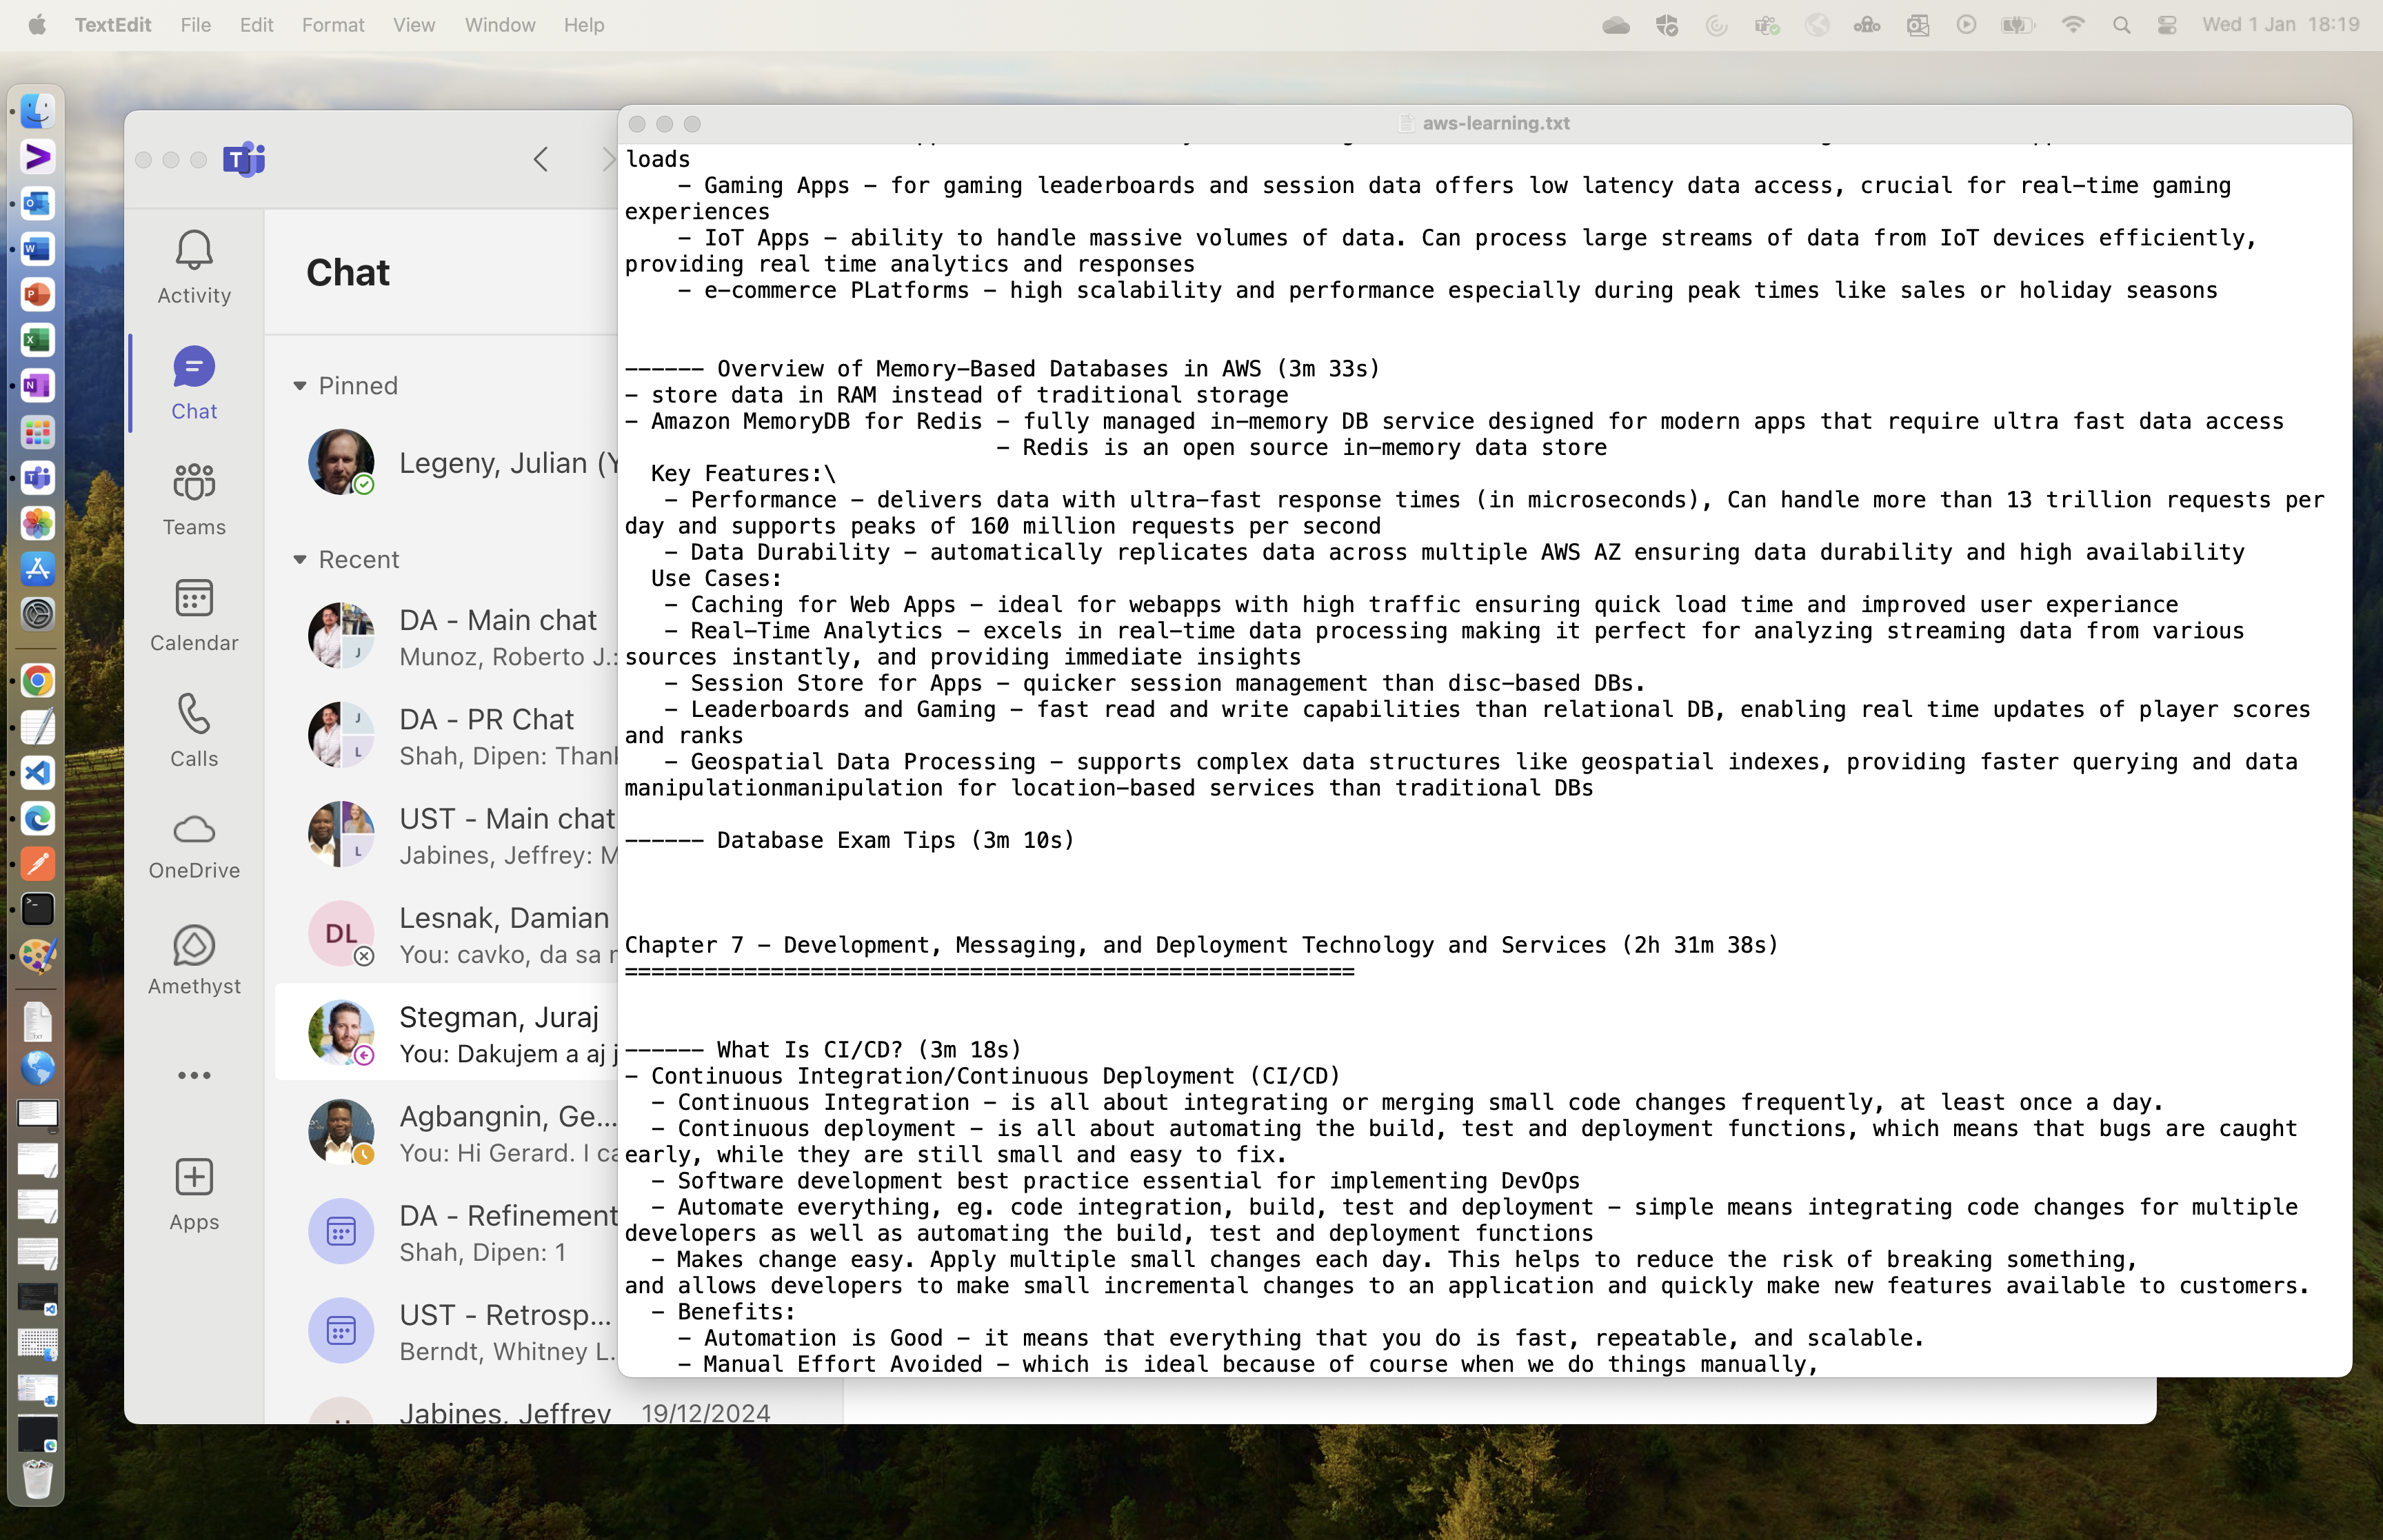 TextEdit File Edit Format View Window Help Wed 1 Jan 18:19
Activity
Chat
Teams
Calendar
Calls
OneDrive
Amethyst
Apps
Chat
Pinned
Legeny, Julian (Y
Recent
DA - Main chat
Munoz, Roberto J.:
DA - PR Chat
Shah, Dipen: Thank
UST - Main chat
Jabines, Jeffrey: M
DL
Lesnak, Damian
You: cavko, da sa
Stegman, Juraj
You: Dakujem a aj j
Agbangnin, Ge...
You: Hi Gerard. I ca
DA - Refinement
Shah, Dipen: 1
UST - Retrosp...
Berndt, Whitney L.
Jabines, Jeffrey 19/12/2024
aws-learning.txt
loads
– Gaming Apps – for gaming leaderboards and session data offers low latency data access, crucial for real-time gaming
experiences
– IoT Apps – ability to handle massive volumes of data. Can process large streams of data from IoT devices efficiently,
providing real time analytics and responses
– e-commerce PLatforms – high scalability and performance especially during peak times like sales or holiday seasons
------ Overview of Memory-Based Databases in AWS (3m 33s)
- store data in RAM instead of traditional storage
- Amazon MemoryDB for Redis – fully managed in-memory DB service designed for modern apps that require ultra fast data access
– Redis is an open source in-memory data store
Key Features:\
– Performance – delivers data with ultra-fast response times (in microseconds), Can handle more than 13 trillion requests per
day and supports peaks of 160 million requests per second
– Data Durability – automatically replicates data across multiple AWS AZ ensuring data durability and high availability
Use Cases:
– Caching for Web Apps – ideal for webapps with high traffic ensuring quick load time and improved user experiance
– Real-Time Analytics – excels in real-time data processing making it perfect for analyzing streaming data from various
sources instantly, and providing immediate insights
– Session Store for Apps – quicker session management than disc-based DBs.
– Leaderboards and Gaming – fast read and write capabilities than relational DB, enabling real time updates of player scores
and ranks
– Geospatial Data Processing – supports complex data structures like geospatial indexes, providing faster querying and data
manipulationmanipulation for location-based services than traditional DBs
------ Database Exam Tips (3m 10s)
Chapter 7 – Development, Messaging, and Deployment Technology and Services (2h 31m 38s)
=======================================================
------ What Is CI/CD? (3m 18s)
- Continuous Integration/Continuous Deployment (CI/CD)
– Continuous Integration – is all about integrating or merging small code changes frequently, at least once a day.
– Continuous deployment – is all about automating the build, test and deployment functions, which means that bugs are caught
early, while they are still small and easy to fix.
– Software development best practice essential for implementing DevOps
– Automate everything, eg. code integration, build, test and deployment – simple means integrating code changes for multiple
developers as well as automating the build, test and deployment functions
– Makes change easy. Apply multiple small changes each day. This helps to reduce the risk of breaking something,
and allows developers to make small incremental changes to an application and quickly make new features available to customers.
– Benefits:
– Automation is Good – it means that everything that you do is fast, repeatable, and scalable.
– Manual Effort Avoided – which is ideal because of course when we do things manually,